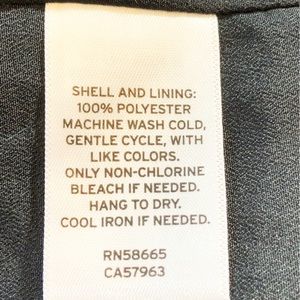 SHELL AND LINING:
100% POLYESTER
MACHINE WASH COLD,
GENTLE CYCLE, WITH
LIKE COLORS.
ONLY NON-CHLORINE
BLEACH IF NEEDED.
HANG TO DRY.
COOL IRON IF NEEDED.
RN58665
CA57963